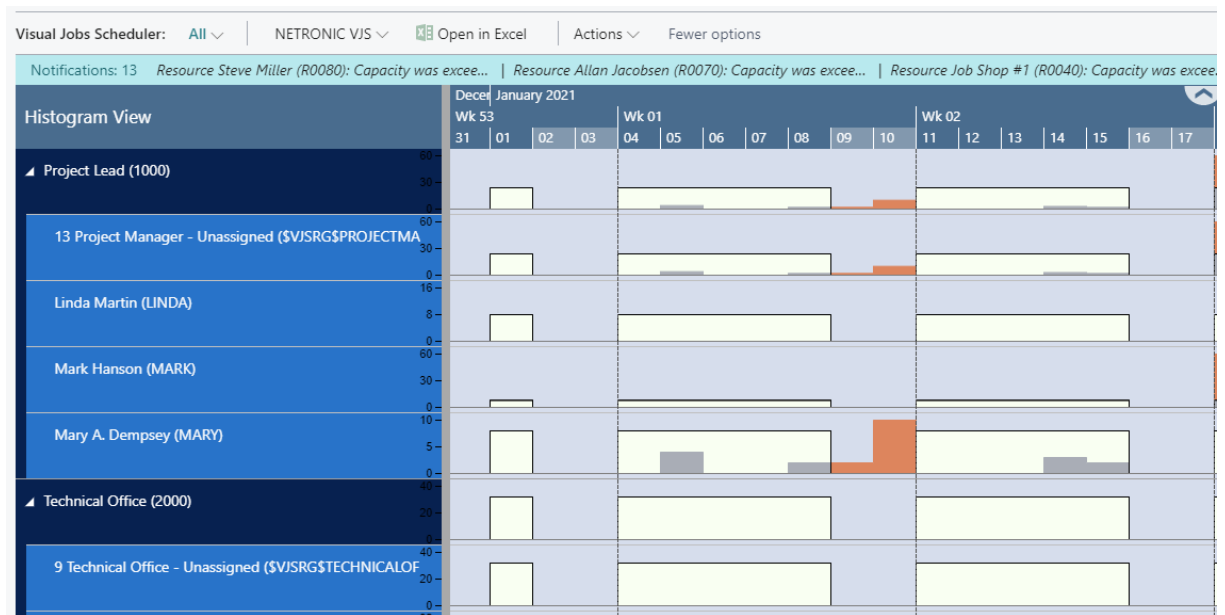 Visual Jobs Scheduler: All NETRONIC VJS Open in Excel Actions Fewer options
Notifications: 13 Resource Steve Miller (R0080): Capacity was excee... | Resource Allan Jacobsen (R0070): Capacity was excee... | Resource Job Shop #1 (R0040): Capacity was excee.
Histogram View
Decer January 2021
Wk 53 Wk 01 Wk 02
31 01 02 03 04 05 06 07 08 09 10 11 12 13 14 15 16 17
Project Lead (1000)
60
30
0
13 Project Manager - Unassigned ($VJSRG$PROJECTMA
60
30
0
Linda Martin (LINDA)
16
8
0
Mark Hanson (MARK)
60
30
0
Mary A. Dempsey (MARY)
10
5
0
Technical Office (2000)
40
20
0
9 Technical Office - Unassigned ($VJSRG$TECHNICALOF
40
20
0